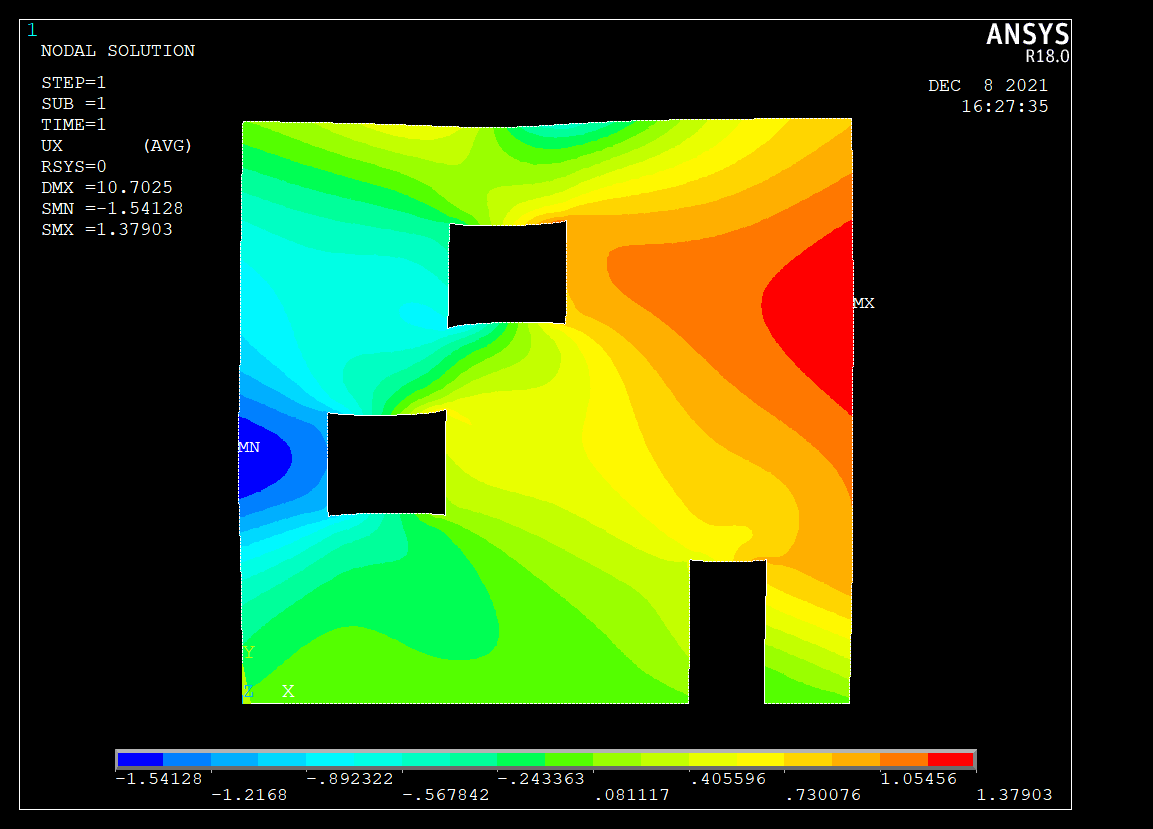 1
ANSYS
R18.0
NODAL SOLUTION
STEP=1
SUB =1
TIME=1
UX (AVG)
RSYS=0
DMX =10.7025
SMN =-1.54128
SMX =1.37903
DEC 8 2021
16:27:35
MX
MN
Y
Z X
-1.54128 -.892322 -.243363 .405596 1.05456
-1.2168 -.567842 .081117 .730076 1.37903